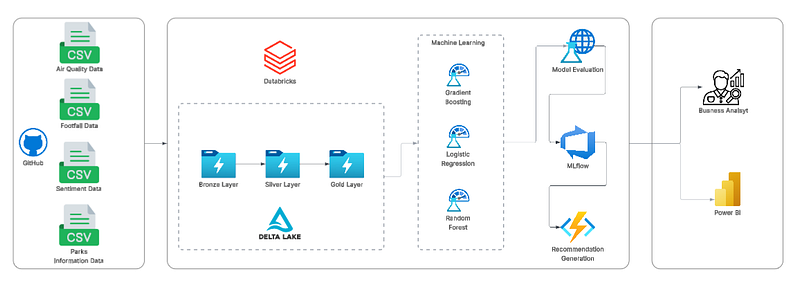 CSV
Air Quality Data
CSV
Footfall Data
GitHub
CSV
Sentiment Data
CSV
Parks
Information Data
Databricks
Bronze Layer
Silver Layer
Gold Layer
DELTA LAKE
Machine Learning
Gradient
Boosting
Logistic
Regression
Random
Forest
Model Evaluation
MLflow
Recommendation
Generation
Business Analsyt
Power BI